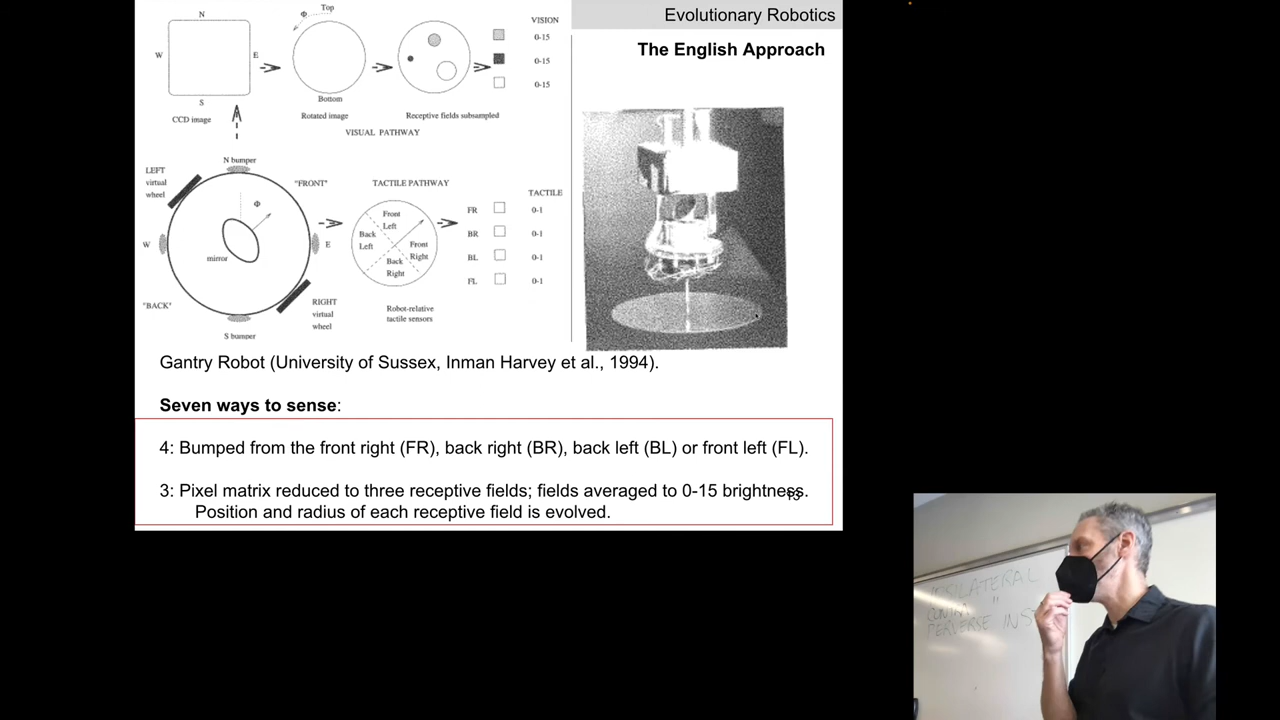 Evolutionary Robotics
The English Approach
N
W
E
S
CCD image
Φ
Top
Bottom
Rotated image
Receptive fields subsampled
VISION
0-15
0-15
0-15
VISUAL PATHWAY
N bumper
LEFT
virtual
wheel
"FRONT"
Φ
W
E
mirror
"BACK"
RIGHT
virtual
wheel
S bumper
TACTILE PATHWAY
Front
Left
Back
Left
Front
Right
Back
Right
Robot-relative
tactile sensors
TACTILE
FR 0-1
BR 0-1
BL 0-1
FL 0-1
Gantry Robot (University of Sussex, Inman Harvey et al., 1994).
Seven ways to sense:
4: Bumped from the front right (FR), back right (BR), back left (BL) or front left (FL).
3: Pixel matrix reduced to three receptive fields; fields averaged to 0-15 brightness.
Position and radius of each receptive field is evolved.
PERVERSE INST